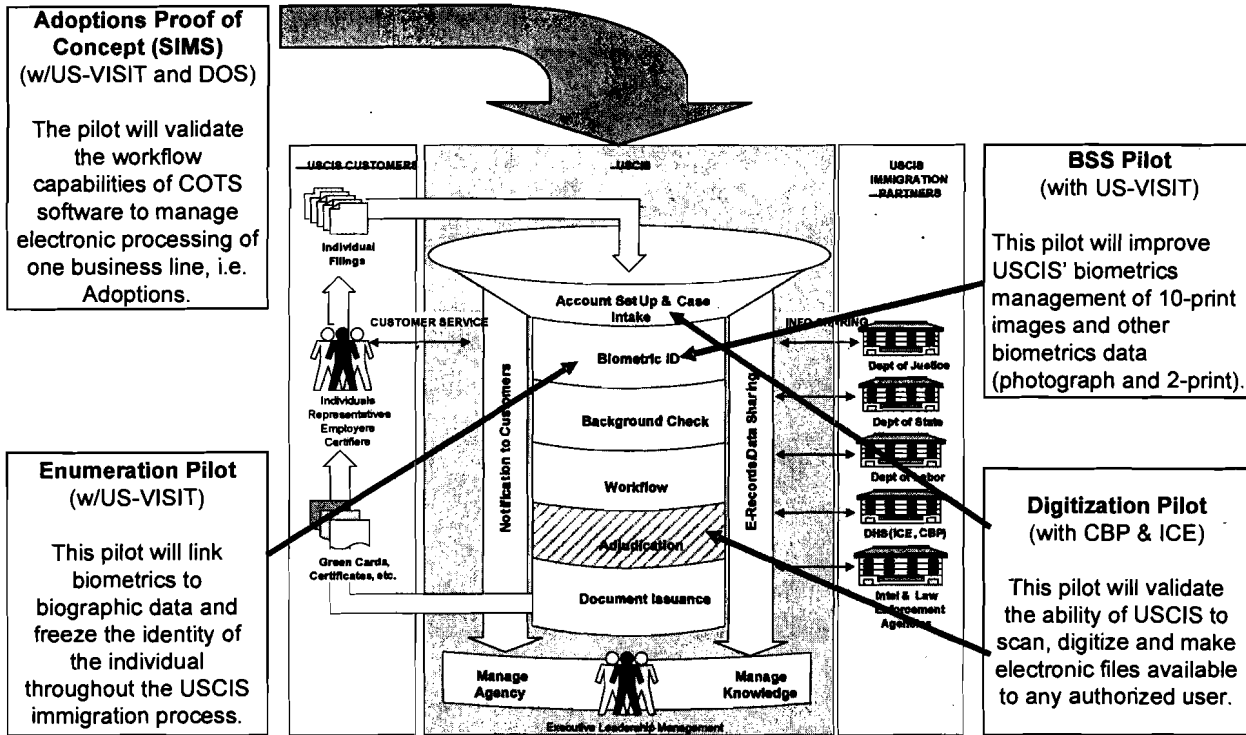 Adoptions Proof of
Concept (SIMS)
(w/US-VISIT and DOS)
The pilot will validate
the workflow
capabilities of COTS
software to manage
electronic processing of
one business line, i.e.
Adoptions.
Enumeration Pilot
(w/US-VISIT)
This pilot will link
biometrics to
biographic data and
freeze the identity of
the individual
throughout the USCIS
immigration process.
USCIS CUSTOMERS
Individual
Filings
CUSTOMER SERVICE
Individuals
Representatives
Employers
Certifiers
Green Cards,
Certificates, etc.
USCIS
Account Set Up & Case
Intake
Biometric ID
Background Check
Workflow
Adjudication
Document Issuance
Notification to Customers
E-Records/Data Sharing
Manage
Agency
Manage
Knowledge
Executive Leadership Management
USCIS
IMMIGRATION
PARTNERS
INFO SHARING
Dept of Justice
Dept of State
Dept of Labor
DHS (ICE, CBP)
Intel & Law
Enforcement
Agencies
BSS Pilot
(with US-VISIT)
This pilot will improve
USCIS' biometrics
management of 10-print
images and other
biometrics data
(photograph and 2-print).
Digitization Pilot
(with CBP & ICE)
This pilot will validate
the ability of USCIS to
scan, digitize and make
electronic files available
to any authorized user.